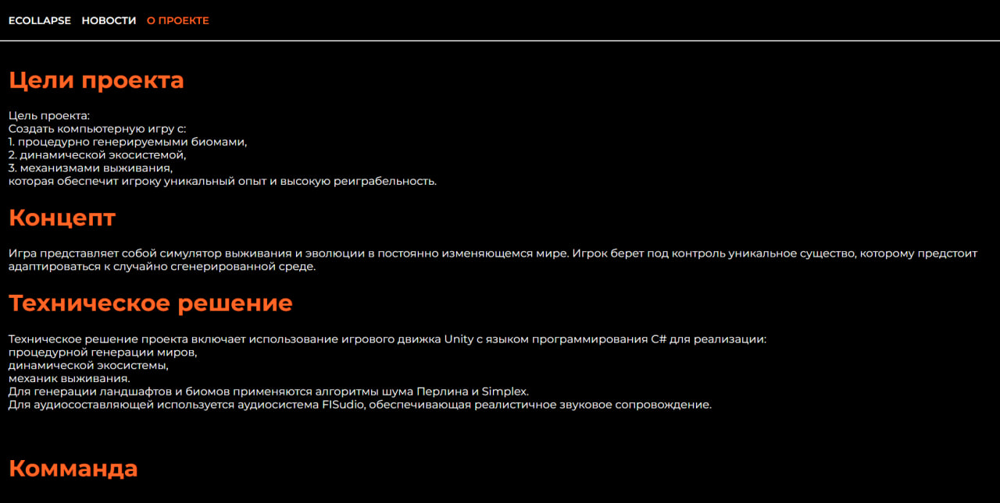 ECOLLAPSE НОВОСТИ О ПРОЕКТЕ
Цели проекта
Цель проекта:
Создать компьютерную игру с:
1. процедурно генерируемыми биомами,
2. динамической экосистемой,
3. механизмами выживания,
которая обеспечит игроку уникальный опыт и высокую реиграбельность.
Концепт
Игра представляет собой симулятор выживания и эволюции в постоянно изменяющемся мире. Игрок берет под контроль уникальное существо, которому предстоит
адаптироваться к случайно сгенерированной среде.
Техническое решение
Техническое решение проекта включает использование игрового движка Unity с языком программирования C# для реализации:
процедурной генерации миров,
динамической экосистемы,
механик выживания.
Для генерации ландшафтов и биомов применяются алгоритмы шума Перлина и Simplex.
Для аудиосоставляющей используется аудиосистема FlSudio, обеспечивающая реалистичное звуковое сопровождение.
Комманда